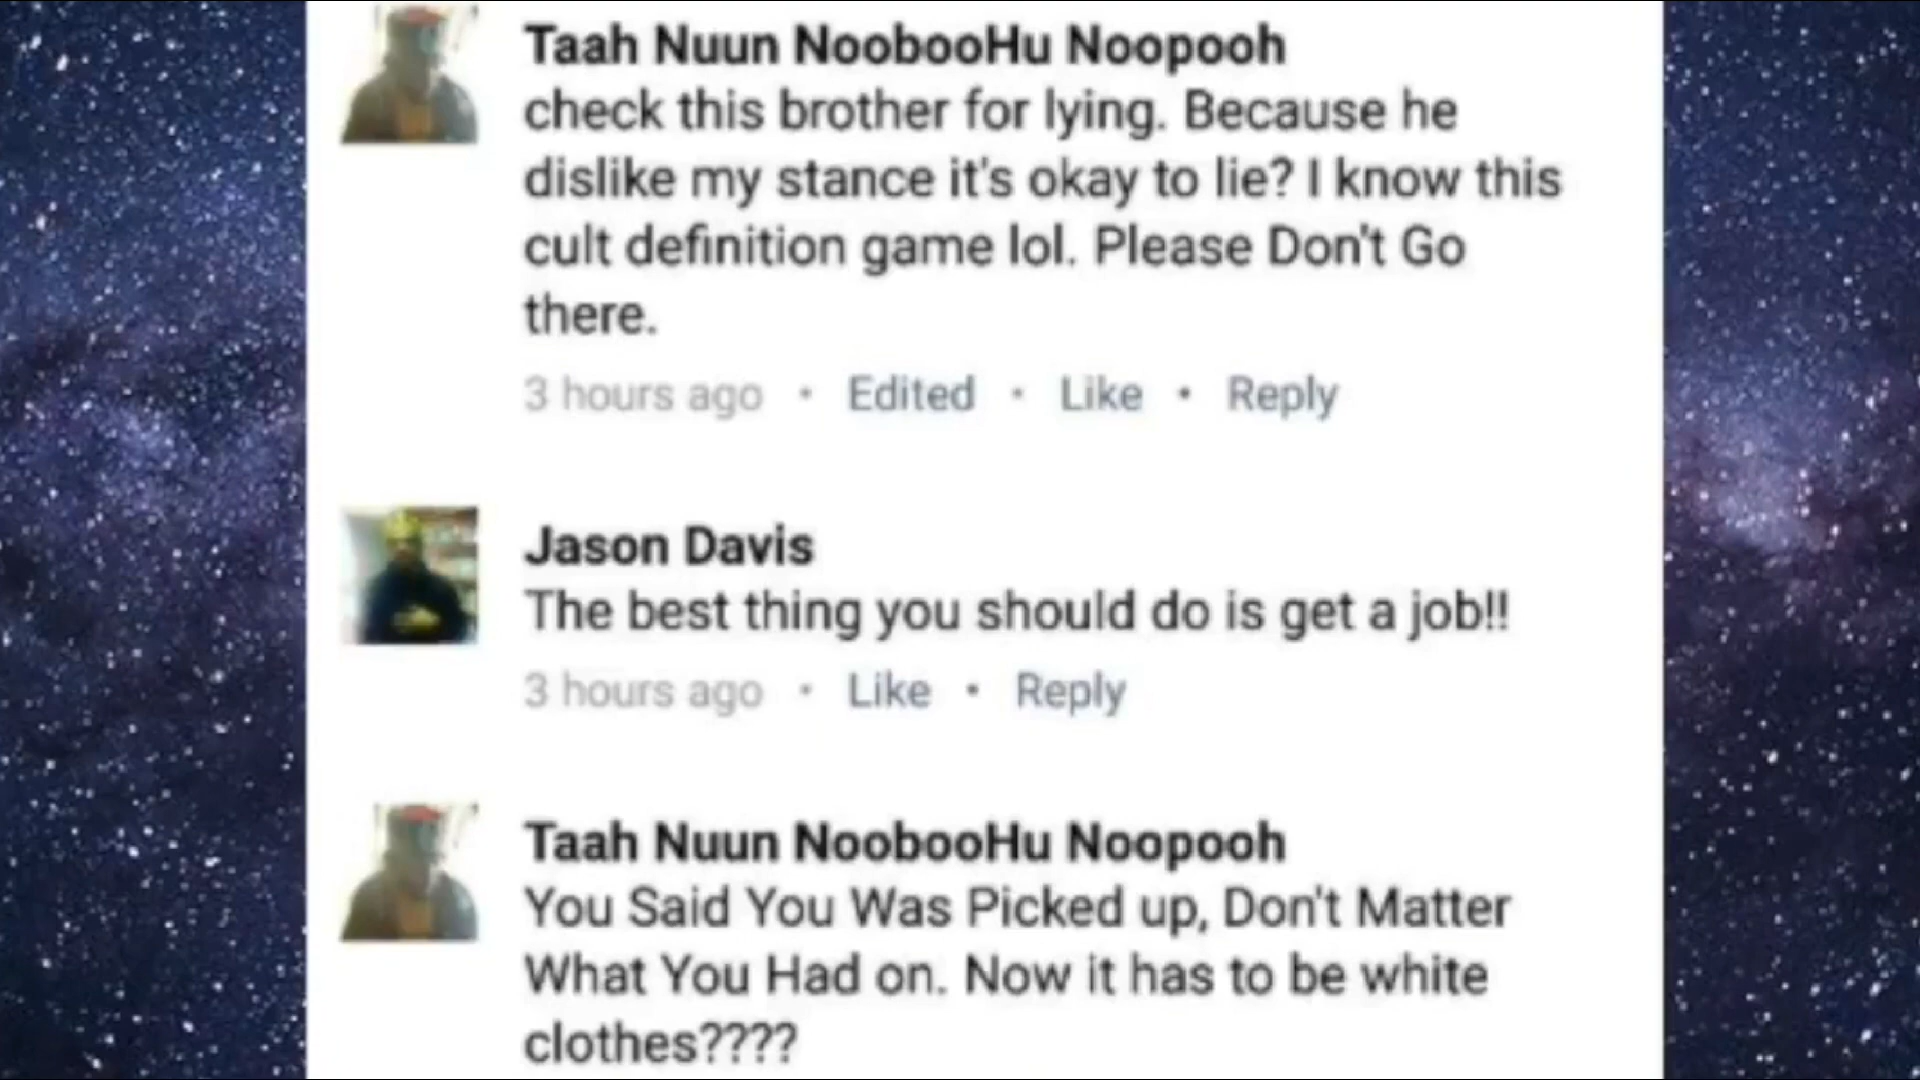 Taah Nuun NoobooHu Noopooh
check this brother for lying. Because he
dislike my stance it's okay to lie? I know this
cult definition game lol. Please Don't Go
there.
3 hours ago • Edited • Like • Reply
Jason Davis
The best thing you should do is get a job!!
3 hours ago • Like • Reply
Taah Nuun NoobooHu Noopooh
You Said You Was Picked up, Don't Matter
What You Had on. Now it has to be white
clothes????